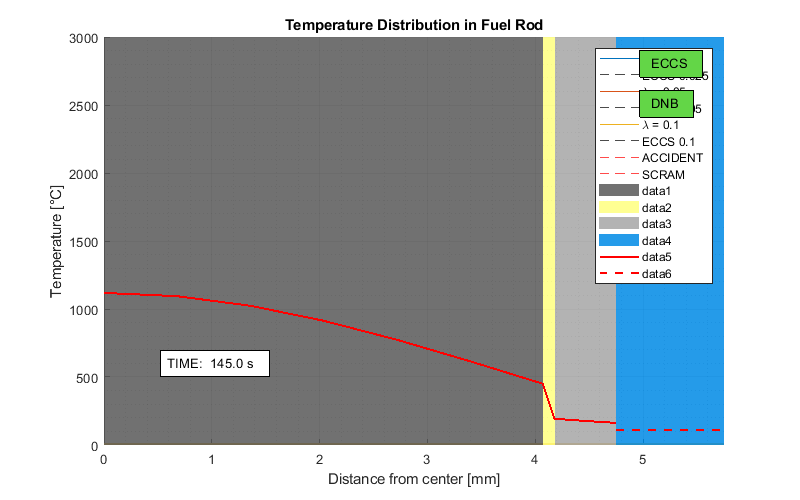 Temperature Distribution in Fuel Rod
3000
2500
2000
1500
1000
500
0
Temperature [°C]
0
1
2
3
4
5
Distance from center [mm]
TIME: 145.0 s
ECCS
DNB
λ = 0.1
ECCS 0.1
ACCIDENT
SCRAM
data1
data2
data3
data4
data5
data6